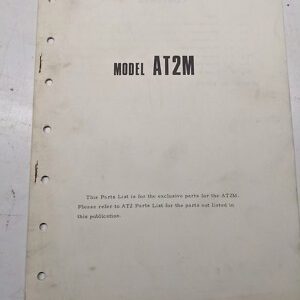 MODEL AT2M
This Parts List is for the exclusive parts for the AT2M.
Please refer to AT2 Parts List for the parts not listed in
this publication.